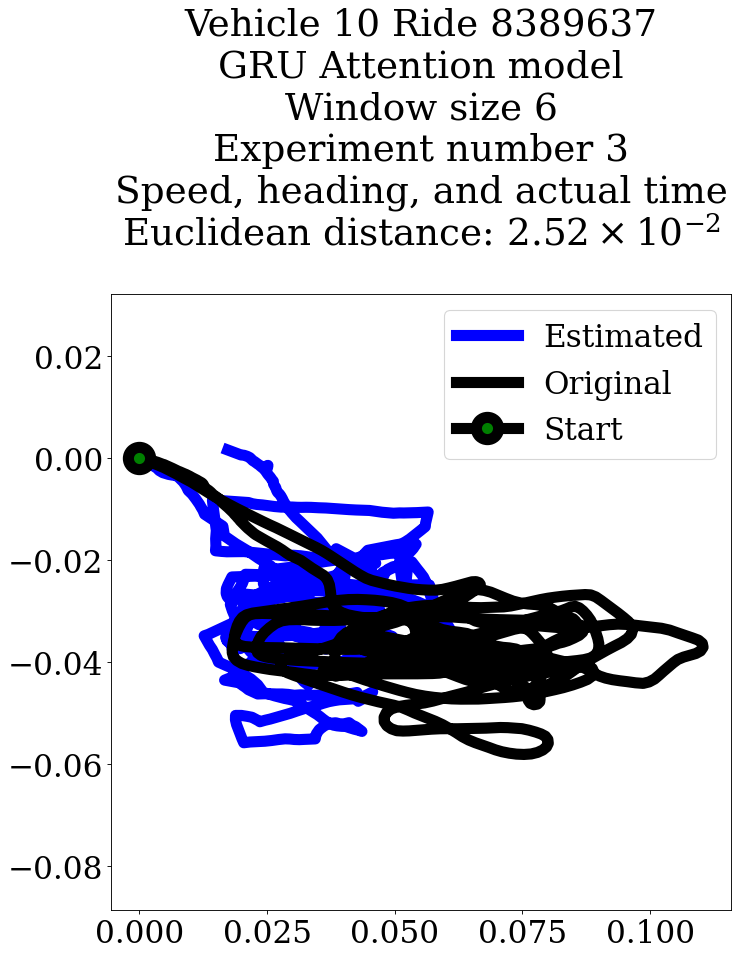 Vehicle 10 Ride 8389637
GRU Attention model
Window size 6
Experiment number 3
Speed, heading, and actual time
Euclidean distance: 2.52 × 10⁻²
Estimated
Original
Start
0.02
0.00
−0.02
−0.04
−0.06
−0.08
0.000 0.025 0.050 0.075 0.100